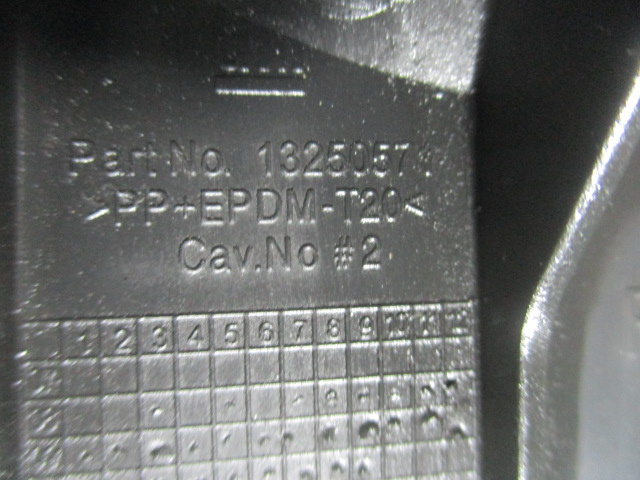 Part No. 13250571
>PP+EPDM-T20<
Cav.No #2
1 2 3 4 5 6 7 8 9 10 11 12